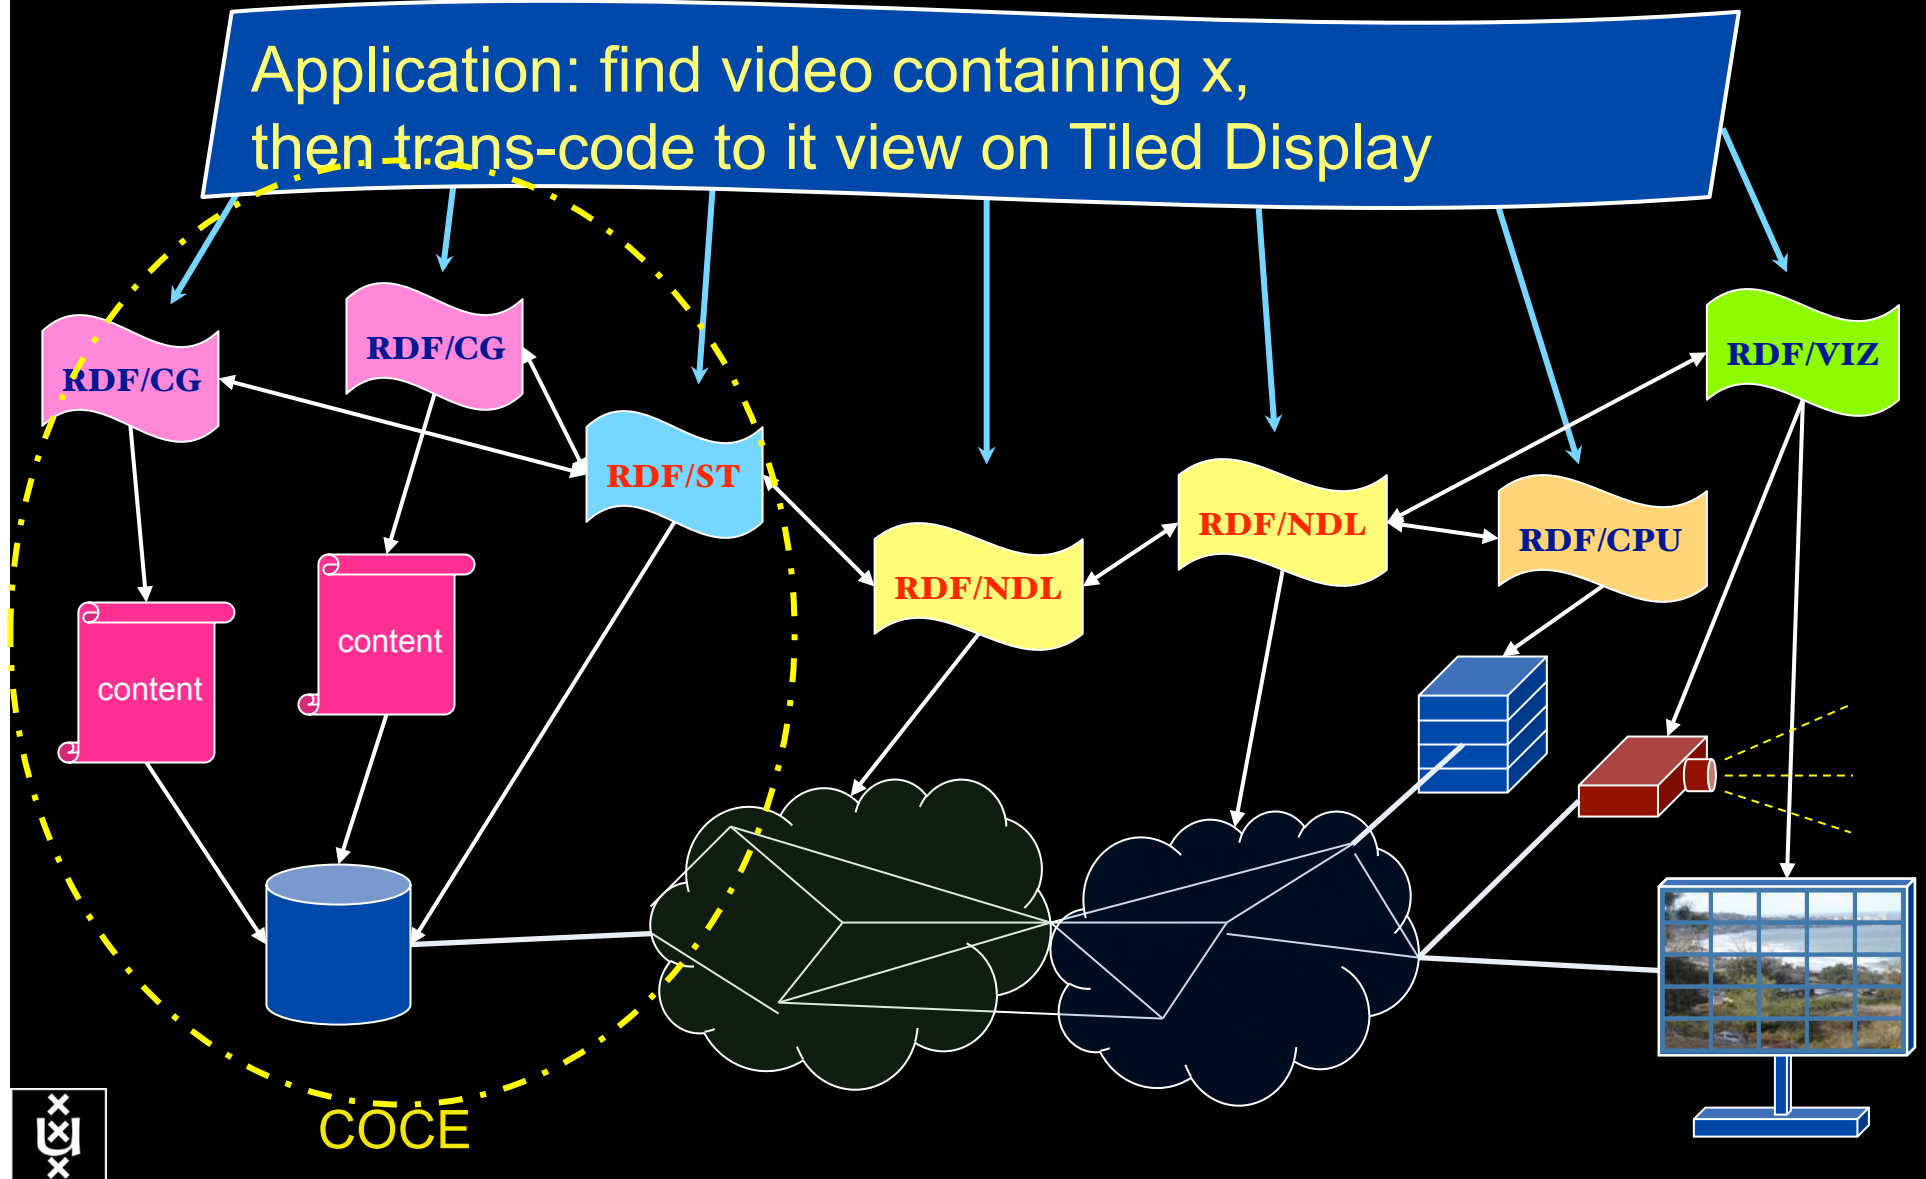 Application: find video containing x,
then trans-code to it view on Tiled Display
RDF/CG
RDF/CG
RDF/ST
RDF/NDL
RDF/NDL
RDF/CPU
RDF/VIZ
content
content
COCE